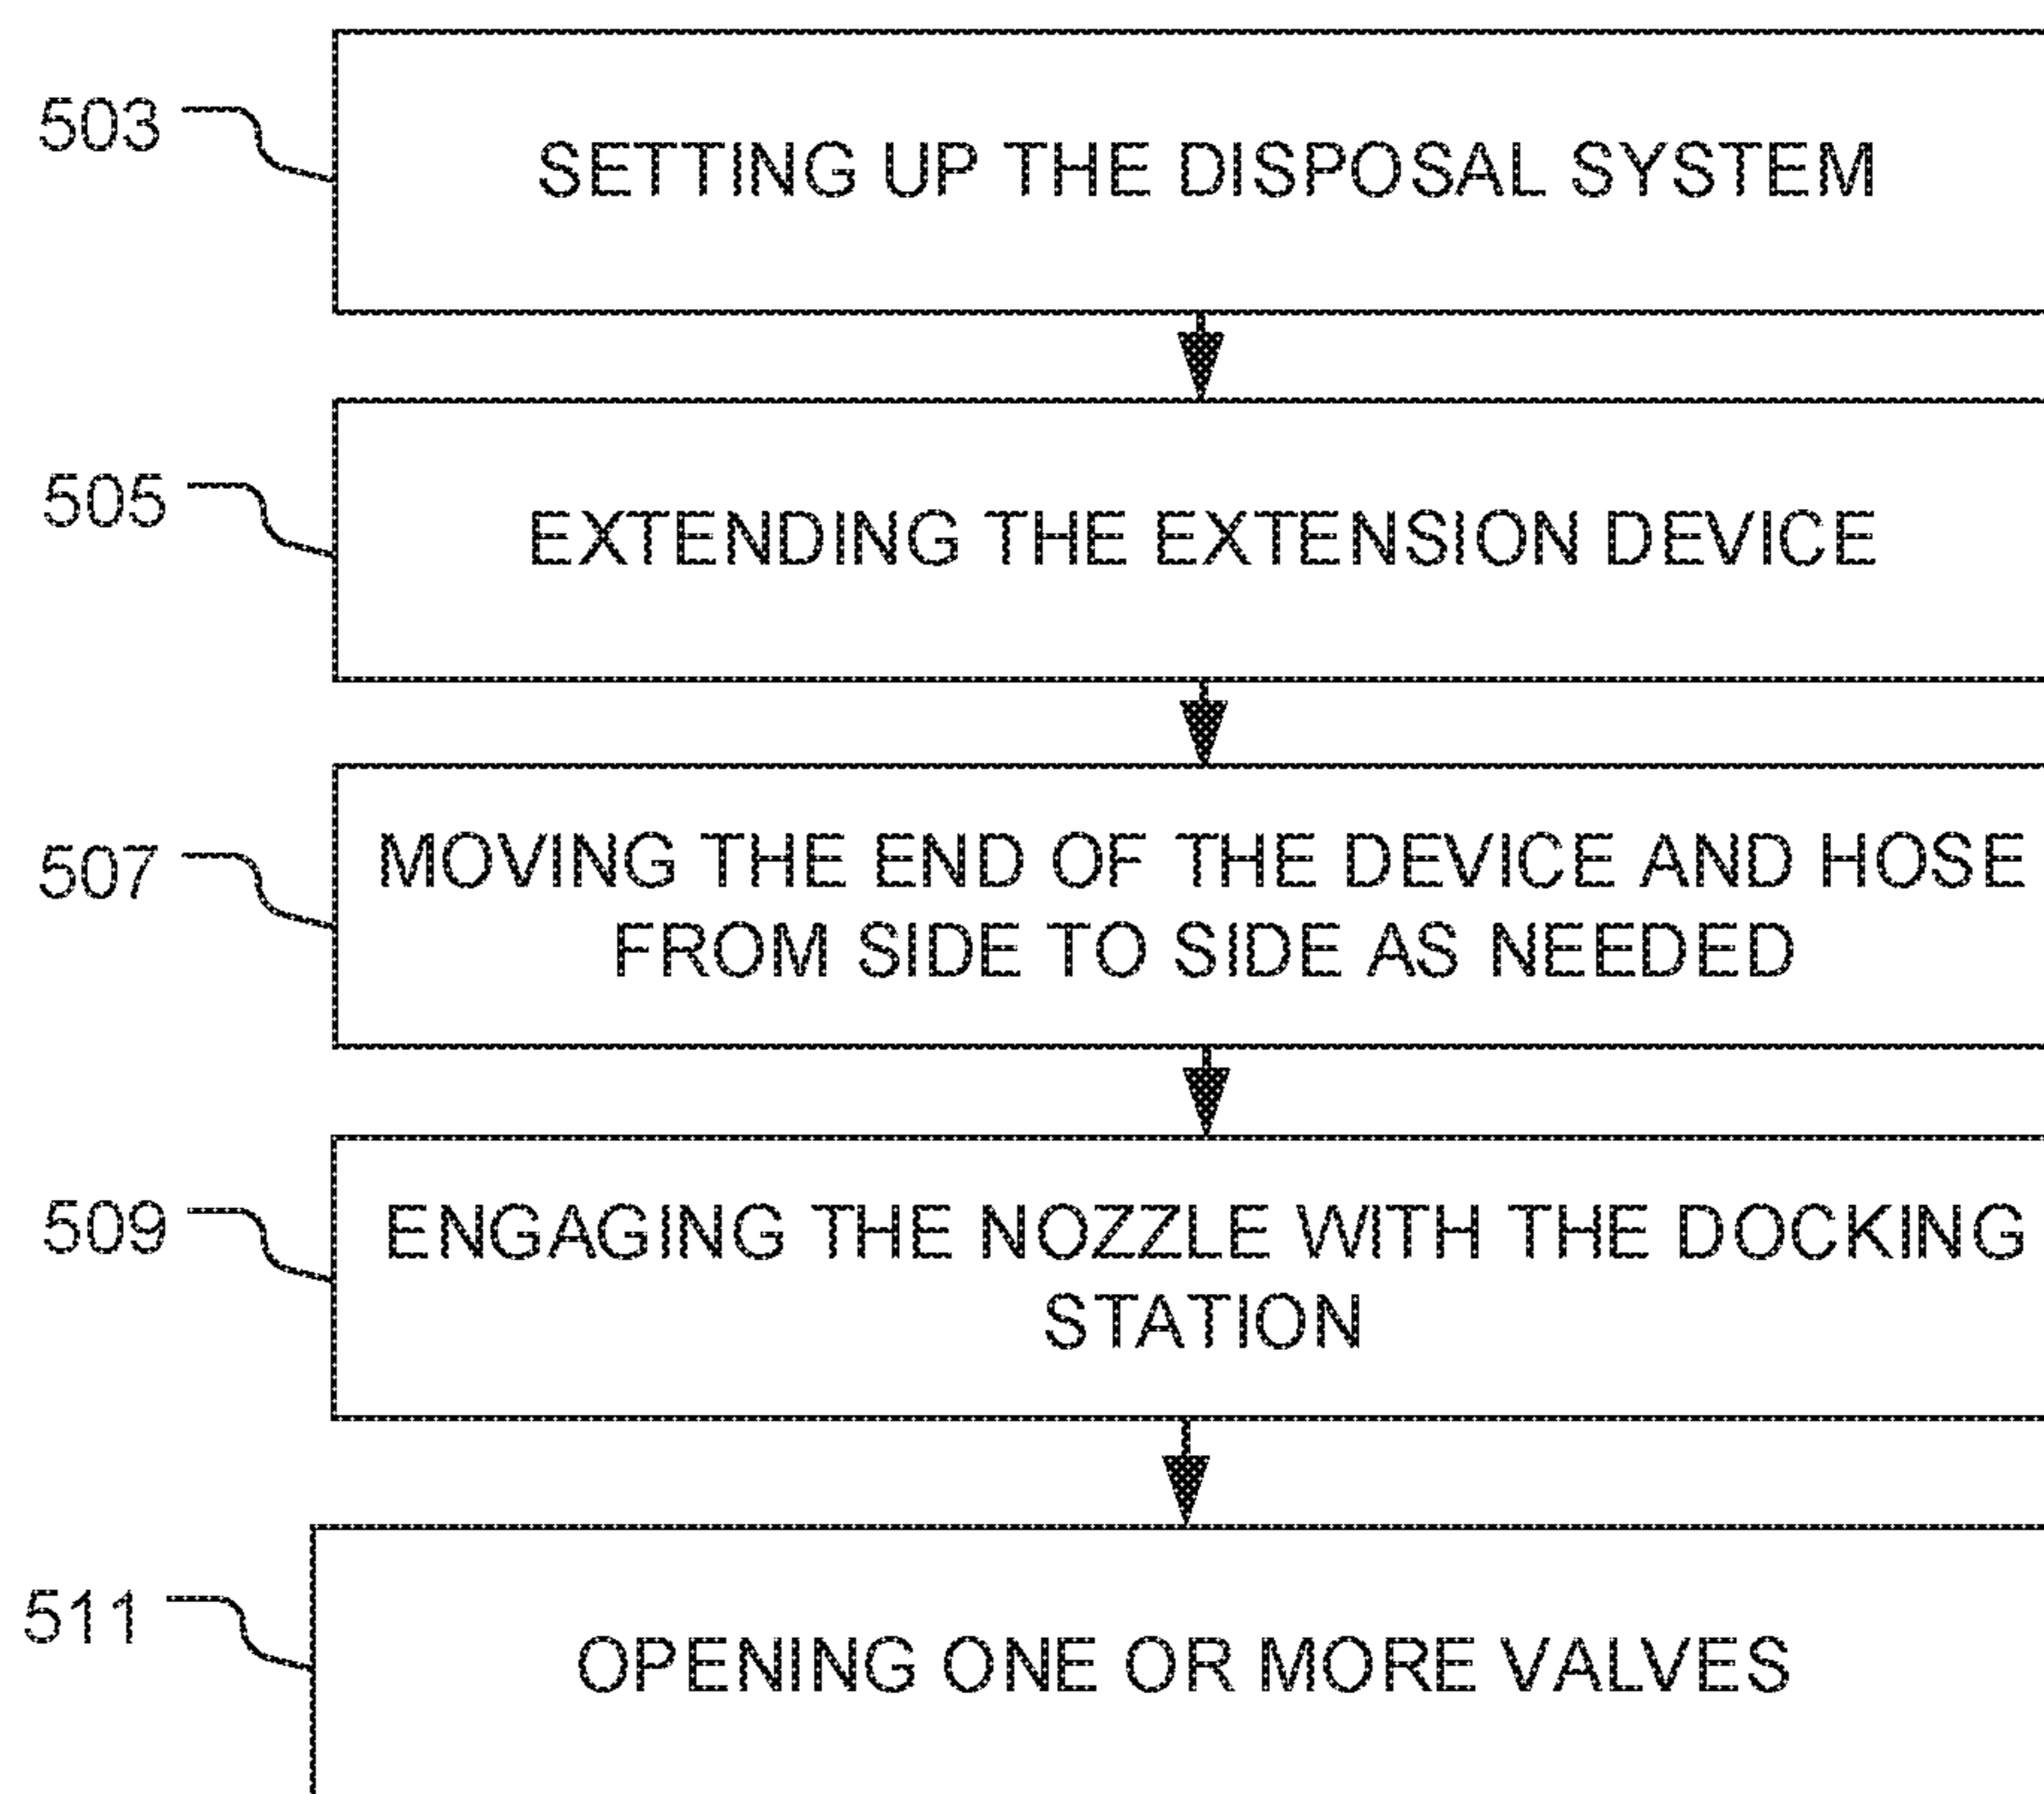 503
SETTING UP THE DISPOSAL SYSTEM
505
EXTENDING THE EXTENSION DEVICE
507
MOVING THE END OF THE DEVICE AND HOSE
FROM SIDE TO SIDE AS NEEDED
509
ENGAGING THE NOZZLE WITH THE DOCKING
STATION
511
OPENING ONE OR MORE VALVES